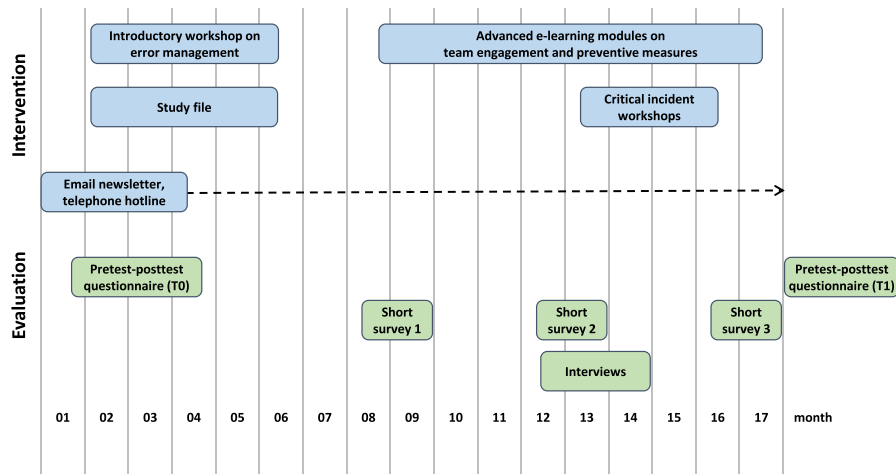 Intervention
Introductory workshop on
error management
Advanced e-learning modules on
team engagement and preventive measures
Study file
Critical incident
workshops
Email newsletter,
telephone hotline
Evaluation
Pretest-posttest
questionnaire (T0)
Pretest-posttest
questionnaire (T1)
Short
survey 1
Short
survey 2
Short
survey 3
Interviews
01 02 03 04 05 06 07 08 09 10 11 12 13 14 15 16 17 month